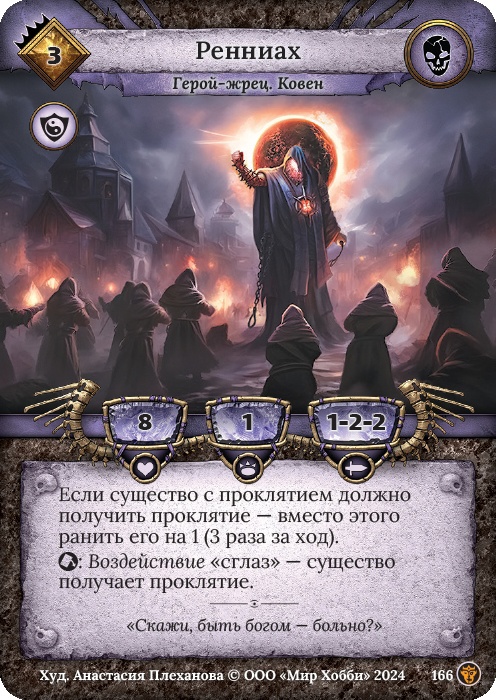 3
Ренниах
Герой-жрец. Ковен
8
1
1-2-2
Если существо с проклятием должно
получить проклятие — вместо этого
ранить его на 1 (3 раза за ход).
: Воздействие «сглаз» — существо
получает проклятие.
«Скажи, быть богом — больно?»
Худ. Анастасия Плеханова © ООО «Мир Хобби» 2024 166